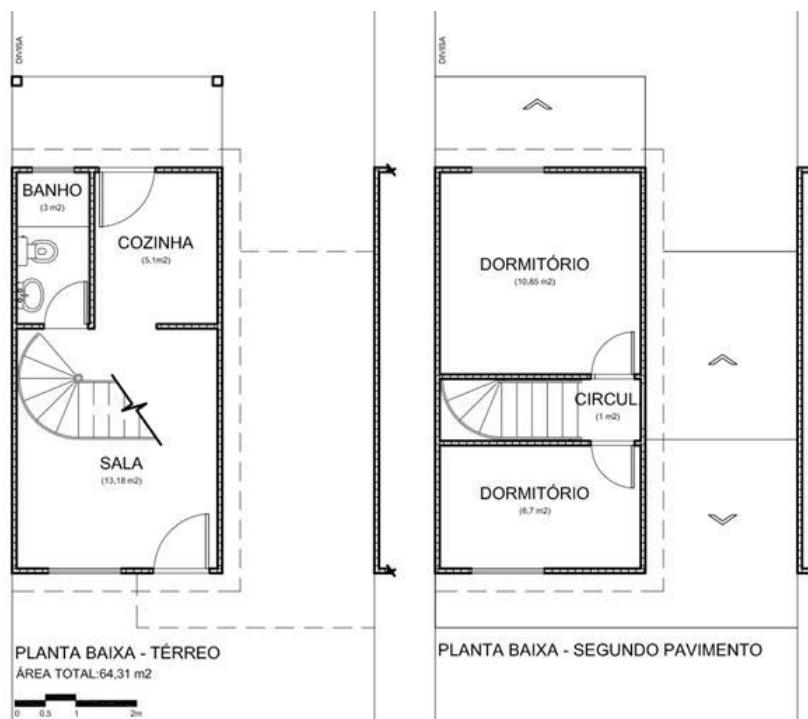 DIVISA
BANHO
(3 m2)
COZINHA
(5,1m2)
SALA
(13,18 m2)
PLANTA BAIXA - TÉRREO
ÁREA TOTAL:64,31 m2
0 0.5 1 2m
DIVISA
DORMITÓRIO
(10,85 m2)
CIRCUL
(1 m2)
DORMITÓRIO
(6,7 m2)
PLANTA BAIXA - SEGUNDO PAVIMENTO